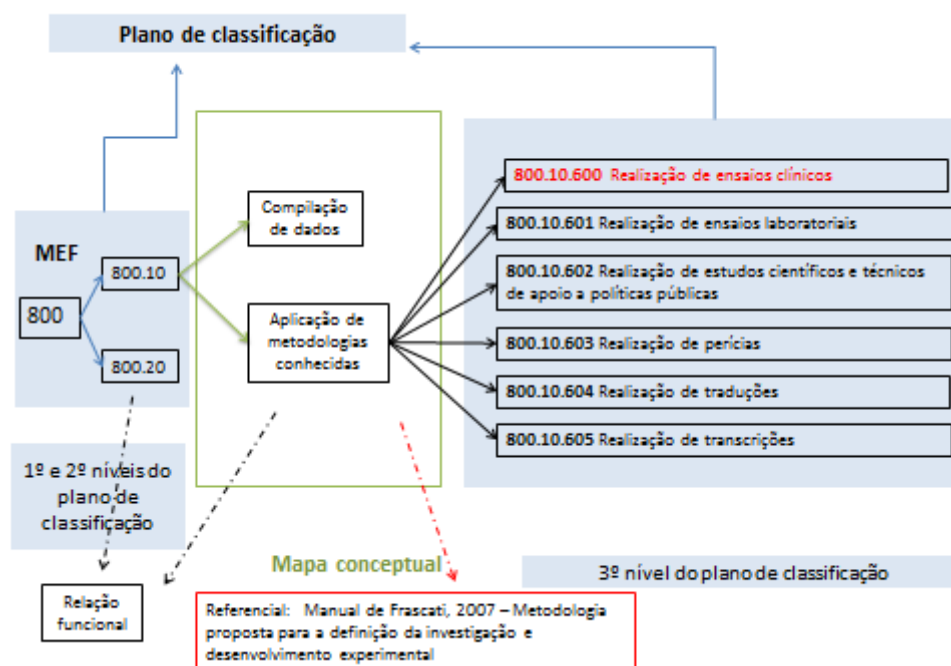 Plano de classificação
MEF
800
800.10
800.20
Compilação
de dados
Aplicação de
metodologias
conhecidas
800.10.600 Realização de ensaios clínicos
800.10.601 Realização de ensaios laboratoriais
800.10.602 Realização de estudos científicos e técnicos
de apoio a políticas públicas
800.10.603 Realização de perícias
800.10.604 Realização de traduções
800.10.605 Realização de transcrições
1º e 2º níveis do
plano de
classificação
Mapa conceptual
3º nível do plano de classificação
Relação
funcional
Referencial: Manual de Frascati, 2007 – Metodologia
proposta para a definição da investigação e
desenvolvimento experimental